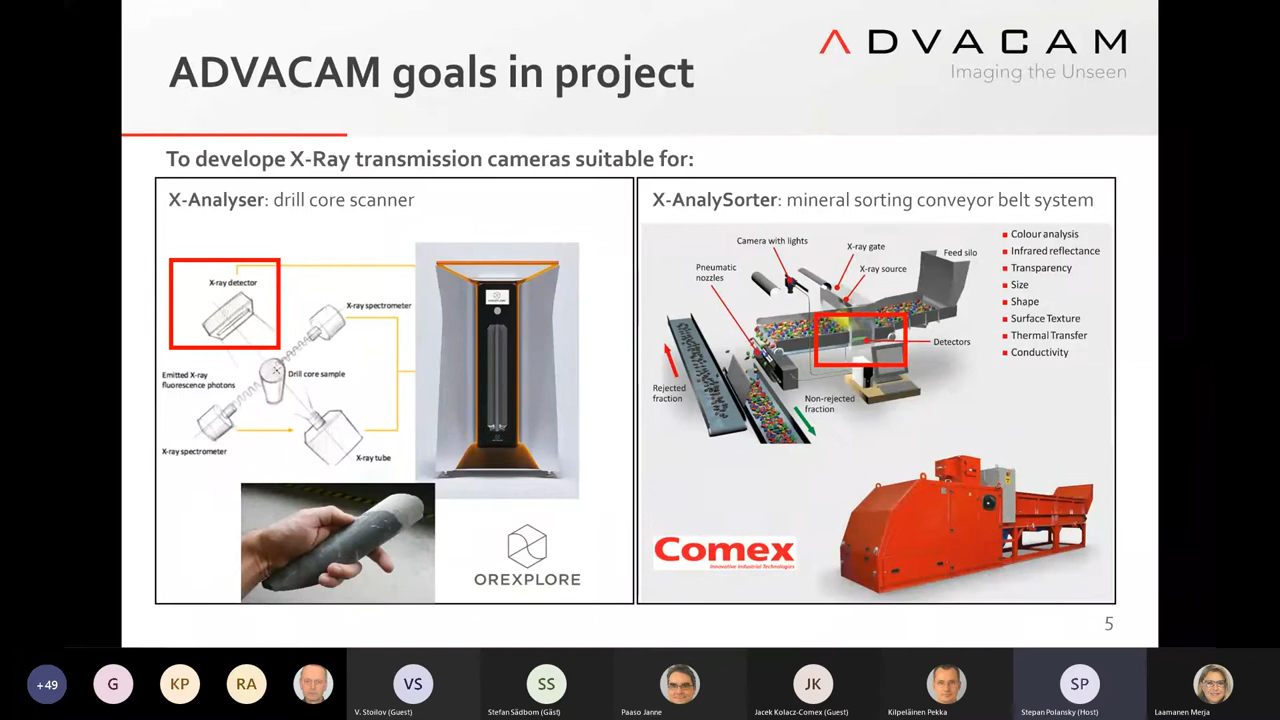 ADVACAM goals in project
ADVACAM
Imaging the Unseen
To develope X-Ray transmission cameras suitable for:
X-Analyser: drill core scanner
X-ray detector
X-ray spectrometer
Drill core sample
Emitted X-ray
fluorescence photons
X-ray spectrometer
X-ray tube
OREXPLORE
X-AnalySorter: mineral sorting conveyor belt system
Camera with lights
X-ray gate
X-ray source
Feed silo
Pneumatic
nozzles
Detectors
Rejected
fraction
Non-rejected
fraction
Colour analysis
Infrared reflectance
Transparency
Size
Shape
Surface Texture
Thermal Transfer
Conductivity
Comex
Innovative Industrial Technologies
5
+49
G
KP
RA
VS
V. Stoilov (Guest)
SS
Stefan Sädbom (Gäst)
Paaso Janne
JK
Jacek Kolacz-Comex (Guest)
Kilpeläinen Pekka
SP
Stepan Polansky (Host)
Laamanen Merja